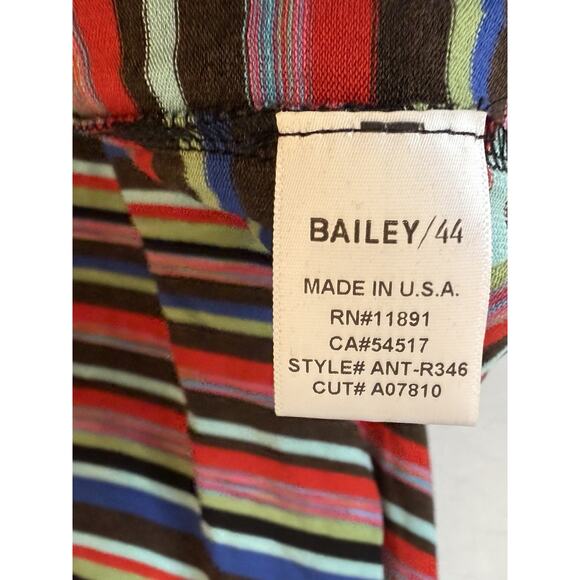 BAILEY/44
MADE IN U.S.A.
RN#11891
CA#54517
STYLE# ANT-R346
CUT# A07810